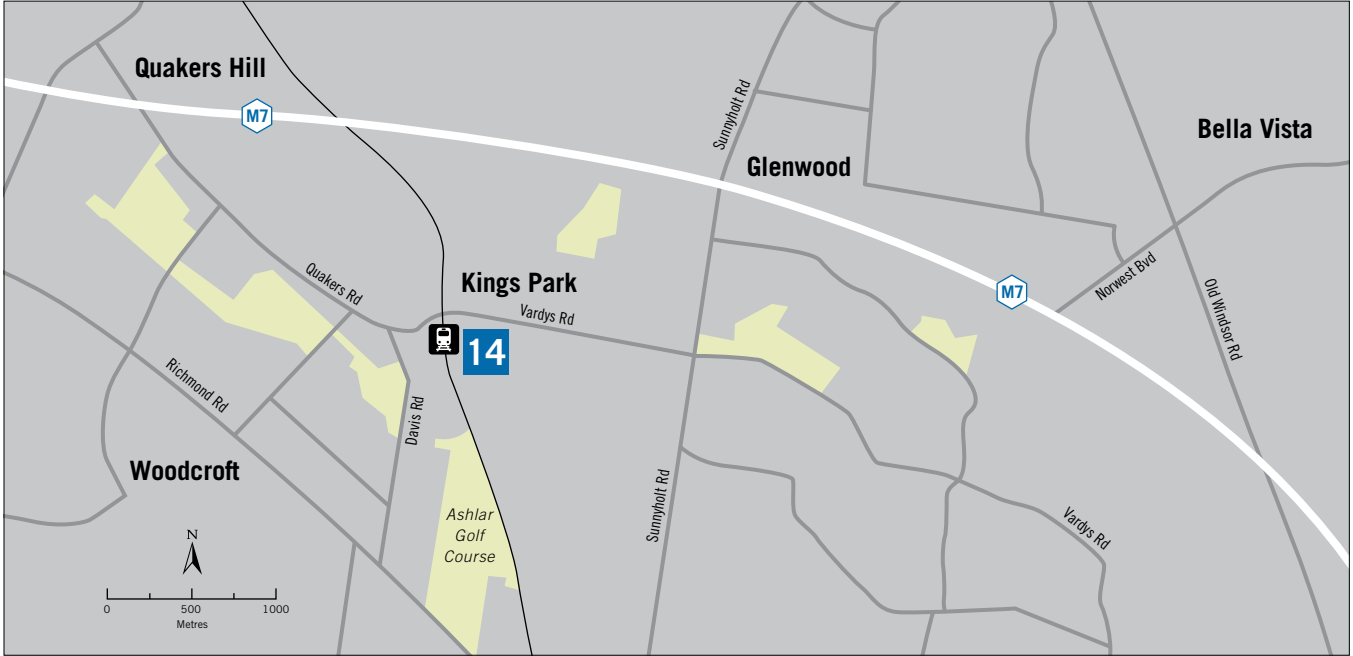 Quakers Hill
M7
Sunnyholt Rd
Glenwood
Bella Vista
Quakers Rd
Kings Park
Vardys Rd
14
M7
Norwest Bvd
Old Windsor Rd
Richmond Rd
Davis Rd
Woodcroft
Ashlar
Golf
Course
Sunnyholt Rd
Vardys Rd
N
0 500 1000
Metres